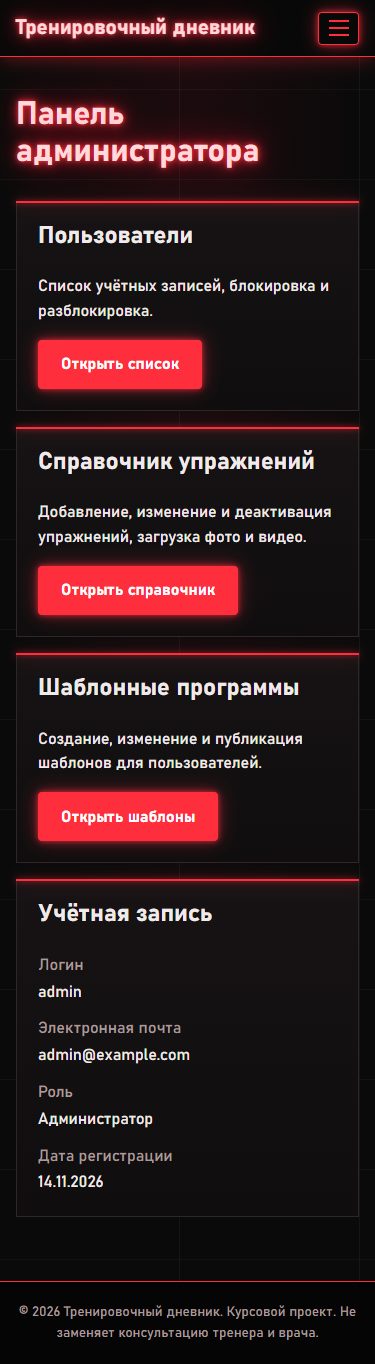 Тренировочный дневник
Панель
администратора
Пользователи
Список учётных записей, блокировка и
разблокировка.
Открыть список
Справочник упражнений
Добавление, изменение и деактивация
упражнений, загрузка фото и видео.
Открыть справочник
Шаблонные программы
Создание, изменение и публикация
шаблонов для пользователей.
Открыть шаблоны
Учётная запись
Логин
admin
Электронная почта
admin@example.com
Роль
Администратор
Дата регистрации
14.11.2026
© 2026 Тренировочный дневник. Курсовой проект. Не
заменяет консультацию тренера и врача.